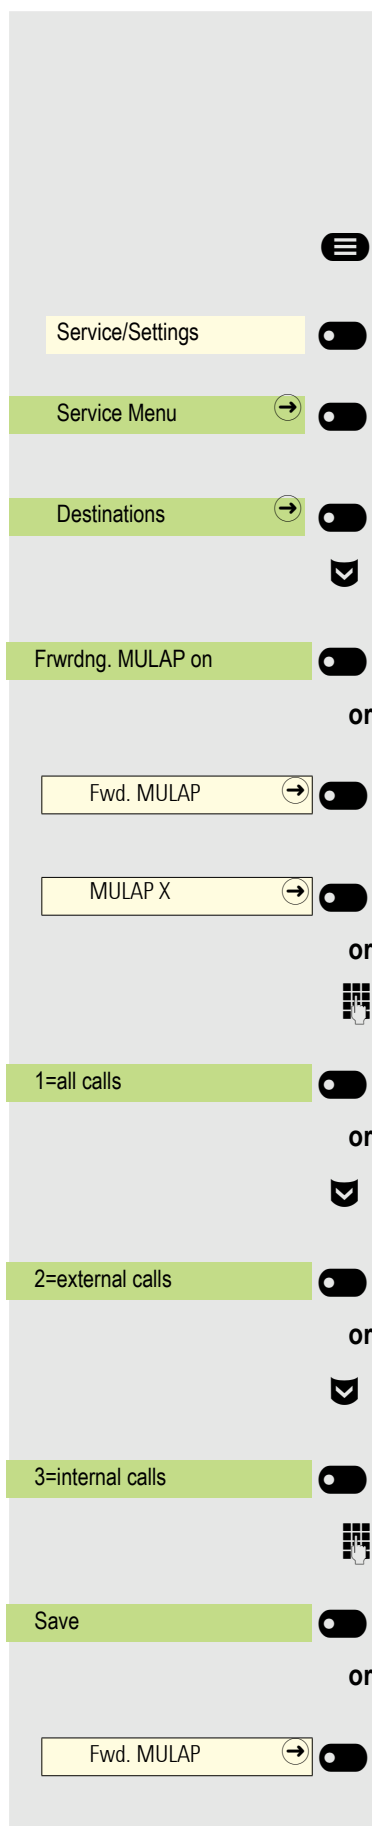 Service/Settings
Service Menu
Destinations
Frwrdng. MULAP on
or
Fwd. MULAP
MULAP X
or
1=all calls
or
2=external calls
or
3=internal calls
Save
or
Fwd. MULAP